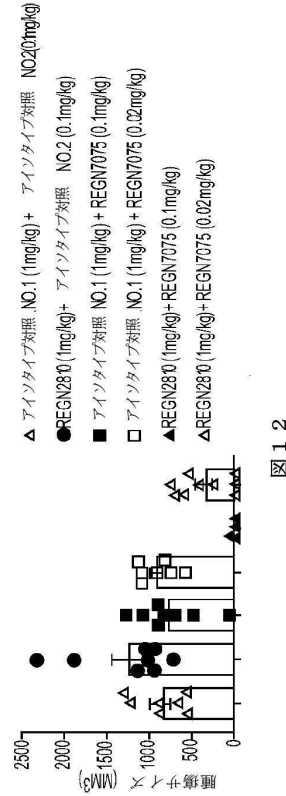 △ アイソタイプ対照 .NO.1 (1mg/kg) + アイソタイプ対照 NO.2(0.1mg/kg)
● REGN2810 (1mg/kg)+ アイソタイプ対照 NO.2 (0.1mg/kg)
■ アイソタイプ対照 NO.1 (1mg/kg) + REGN7075 (0.1mg/kg)
□ アイソタイプ対照 .NO.1 (1mg/kg) + REGN7075 (0.02mg/kg)
▲ REGN2810 (1mg/kg)+ REGN7075 (0.1mg/kg)
△ REGN2810 (1mg/kg)+ REGN7075 (0.02mg/kg)
腫瘍サイズ
(MM3)
2500
2000
1500
1000
500
0
図12